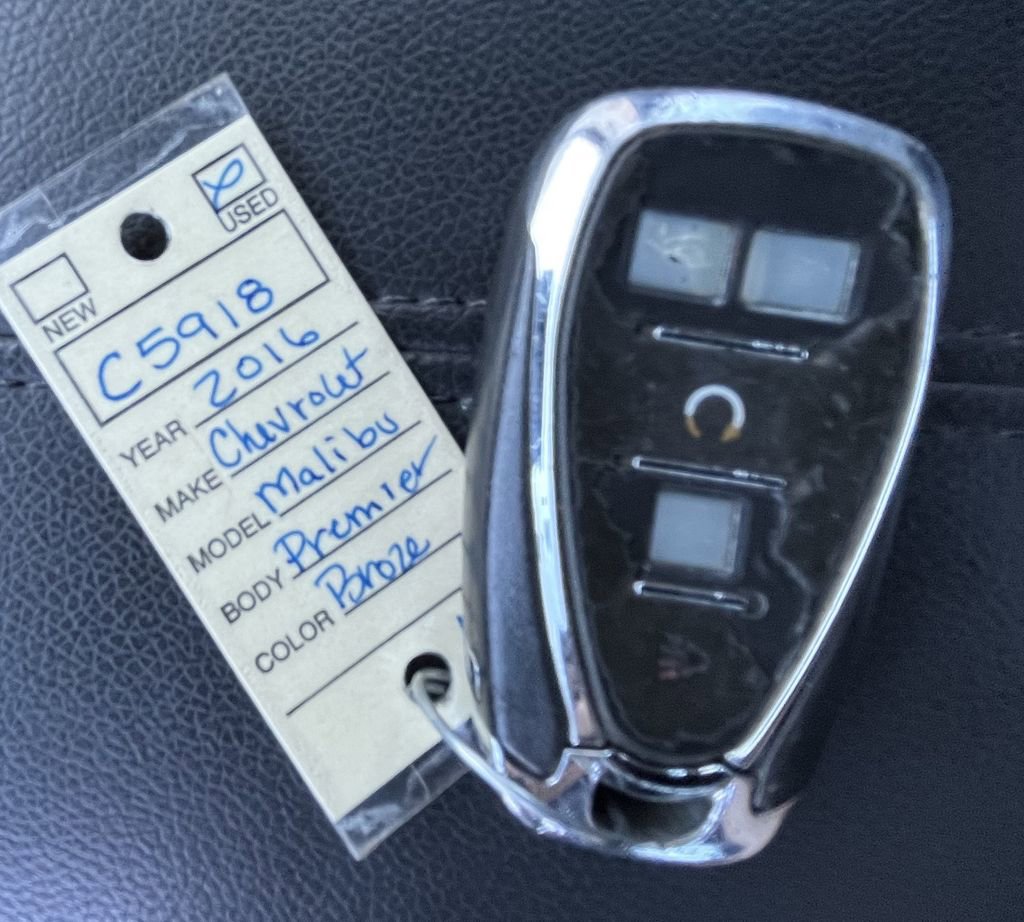 NEW USED
C5918
YEAR 2016
MAKE Chevrolet
MODEL Malibu
BODY Premier
COLOR Broze